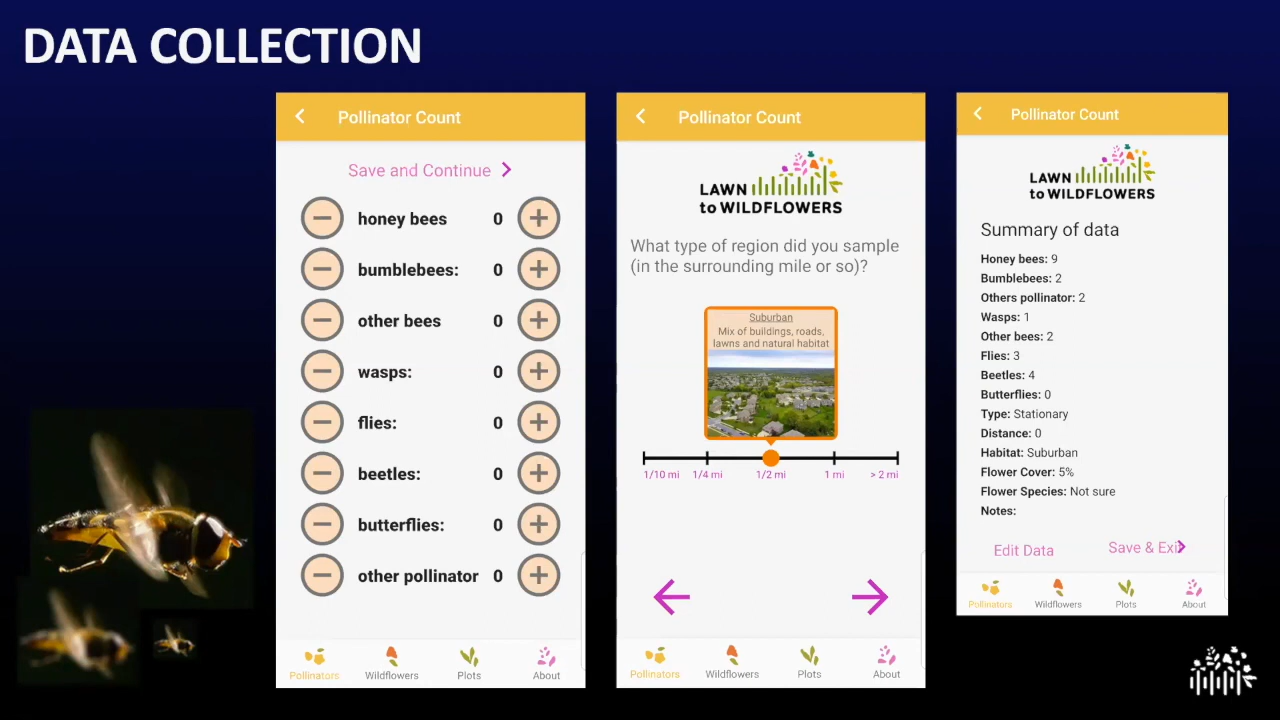 DATA COLLECTION
Pollinator Count
Save and Continue
honey bees 0
bumblebees: 0
other bees 0
wasps: 0
flies: 0
beetles: 0
butterflies: 0
other pollinator 0
Pollinators Wildflowers Plots About
Pollinator Count
LAWN
to WILDFLOWERS
What type of region did you sample
(in the surrounding mile or so)?
Suburban
Mix of buildings, roads,
lawns and natural habitat
1/10 mi 1/4 mi 1/2 mi 1 mi > 2 mi
Pollinators Wildflowers Plots About
Pollinator Count
LAWN
to WILDFLOWERS
Summary of data
Honey bees: 9
Bumblebees: 2
Others pollinator: 2
Wasps: 1
Other bees: 2
Flies: 3
Beetles: 4
Butterflies: 0
Type: Stationary
Distance: 0
Habitat: Suburban
Flower Cover: 5%
Flower Species: Not sure
Notes:
Edit Data Save & Exi
Pollinators Wildflowers Plots About